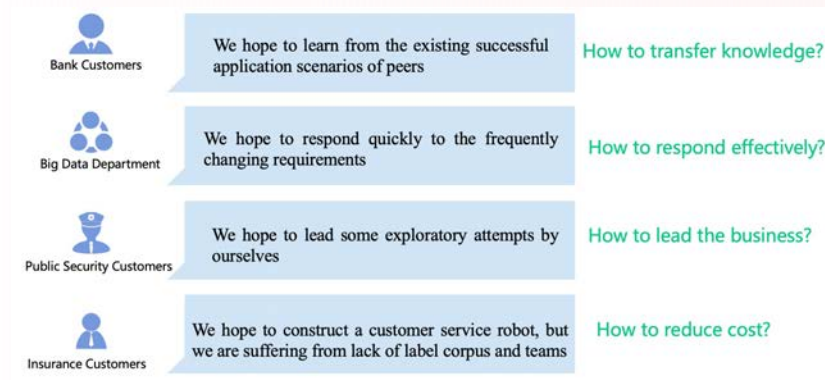 We hope to learn from the existing successful
application scenarios of peers
How to transfer knowledge?
Bank Customers
We hope to respond quickly to the frequently
changing requirements
How to respond effectively?
Big Data Department
We hope to lead some exploratory attempts by
ourselves
How to lead the business?
Public Security Customers
We hope to construct a customer service robot, but
we are suffering from lack of label corpus and teams
How to reduce cost?
Insurance Customers